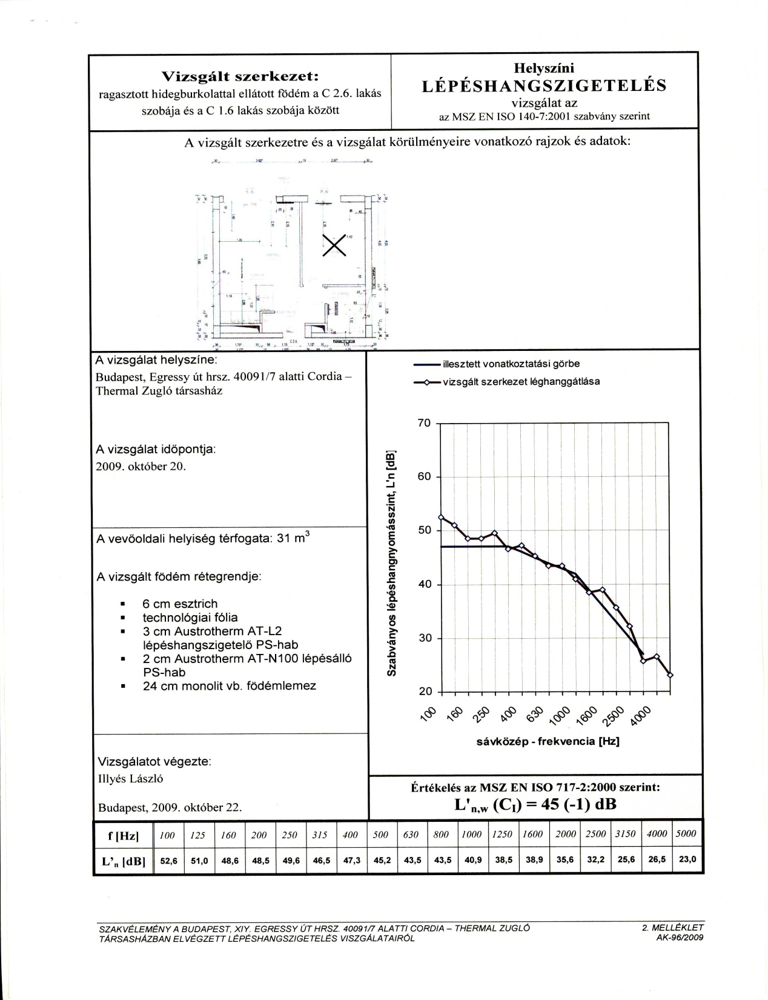 Vizsgált szerkezet:
ragasztott hidegburkolattal ellátott födém a C 2.6. lakás
szobája és a C 1.6 lakás szobája között
Helyszíni
LÉPÉSHANGSZIGETELÉS
vizsgálat az
az MSZ EN ISO 140-7:2001 szabvány szerint
A vizsgált szerkezetre és a vizsgálat körülményeire vonatkozó rajzok és adatok:
A vizsgálat helyszíne:
Budapest, Egressy út hrsz. 40091/7 alatti Cordia –
Thermal Zugló társasház
A vizsgálat időpontja:
2009. október 20.
A vevőoldali helyiség térfogata: 31 m³
A vizsgált födém rétegrendje:
▪ 6 cm esztrich
▪ technológiai fólia
▪ 3 cm Austrotherm AT-L2
lépéshangszigetelő PS-hab
▪ 2 cm Austrotherm AT-N100 lépésálló
PS-hab
▪ 24 cm monolit vb. födémlemez
Vizsgálatot végezte:
Illyés László
Budapest, 2009. október 22.
illesztett vonatkoztatási görbe
vizsgált szerkezet léghanggátlása
Szabványos lépéshangnyomásszint, L'n [dB]
70
60
50
40
30
20
100 160 250 400 630 1000 1600 2500 4000
sávközép - frekvencia [Hz]
Értékelés az MSZ EN ISO 717-2:2000 szerint:
L'n,w (CI) = 45 (-1) dB
f [Hz] 100 125 160 200 250 315 400 500 630 800 1000 1250 1600 2000 2500 3150 4000 5000
L'n [dB] 52,6 51,0 48,6 48,5 49,6 46,5 47,3 45,2 43,5 43,5 40,9 38,5 38,9 35,6 32,2 25,6 26,5 23,0
SZAKVÉLEMÉNY A BUDAPEST, XIY. EGRESSY ÚT HRSZ. 40091/7 ALATTI CORDIA – THERMAL ZUGLÓ
TÁRSASHÁZBAN ELVÉGZETT LÉPÉSHANGSZIGETELÉS VISZGÁLATAIRÓL
2. MELLÉKLET
AK-96/2009